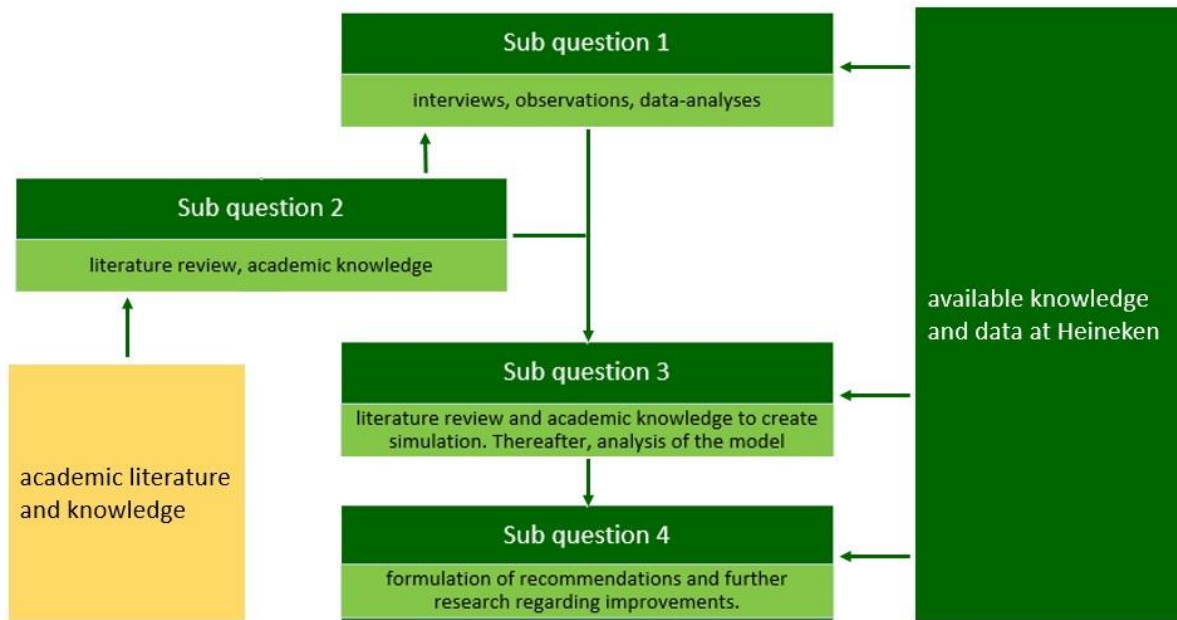 Sub question 1
interviews, observations, data-analyses
Sub question 2
literature review, academic knowledge
available knowledge
and data at Heineken
Sub question 3
literature review and academic knowledge to create
simulation. Thereafter, analysis of the model
academic literature
and knowledge
Sub question 4
formulation of recommendations and further
research regarding improvements.